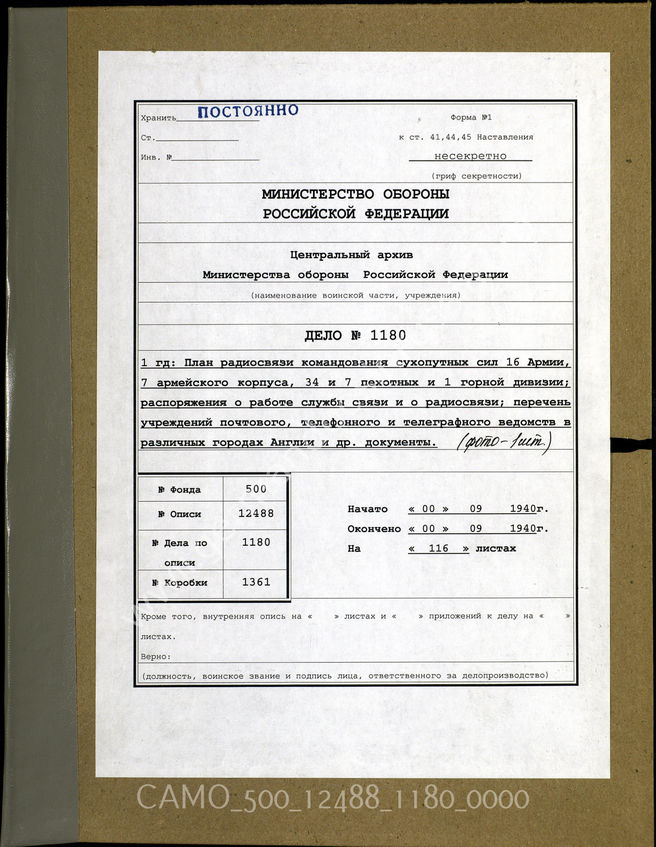 Хранить ПОСТОЯННО
Форма №1
Ст.
к ст. 41,44,45 Наставления
Инв. №
несекретно
(гриф секретности)
МИНИСТЕРСТВО ОБОРОНЫ
РОССИЙСКОЙ ФЕДЕРАЦИИ
Центральный архив
Министерства обороны Российской Федерации
(наименование воинской части, учреждения)
ДЕЛО № 1180
1 гд: План радиосвязи командования сухопутных сил 16 Армии,
7 армейского корпуса, 34 и 7 пехотных и 1 горной дивизии;
распоряжения о работе службы связи и о радиосвязи; перечень
учреждений почтового, телефонного и телеграфного ведомств в
различных городах Англии и др. документы. (фото – 1шт.)
№ Фонда 500
№ Описи 12488
№ Дела по описи 1180
№ Коробки 1361
Начато « 00 » 09 1940г.
Окончено « 00 » 09 1940г.
На « 116 » листах
Кроме того, внутренняя опись на « » листах и « » приложений к делу на « »
листах.
Верно:
(должность, воинское звание и подпись лица, ответственного за делопроизводство)
CAMO_500_12488_1180_0000